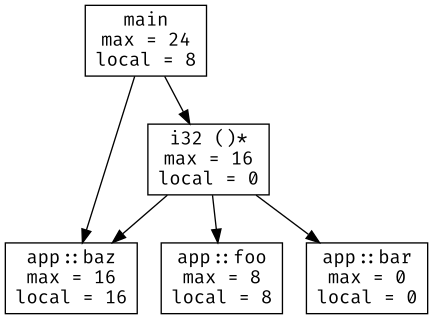 main
max = 24
local = 8
i32 ()*
max = 16
local = 0
app::baz
max = 16
local = 16
app::foo
max = 8
local = 8
app::bar
max = 0
local = 0